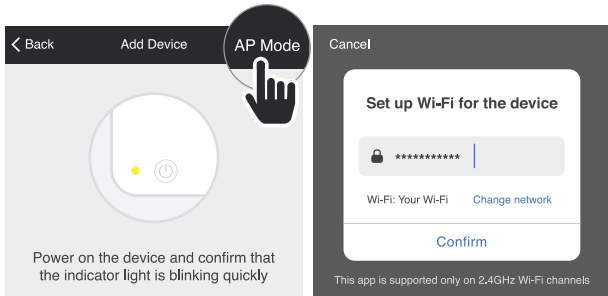 Back
Add Device
AP Mode
Power on the device and confirm that
the indicator light is blinking quickly
Cancel
Set up Wi-Fi for the device
***********
Wi-Fi: Your Wi-Fi
Change network
Confirm
This app is supported only on 2.4GHz Wi-Fi channels